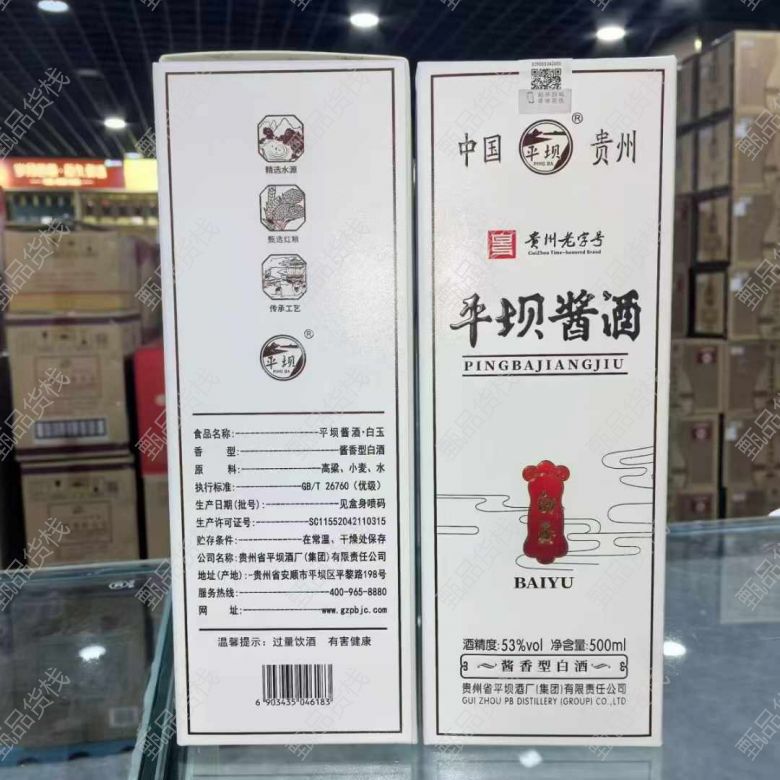 精选水源
甄选红粮
传承工艺
平坝
PING BA
®
食品名称:平坝酱酒·白玉
香 型:酱香型白酒
原 料:高粱、小麦、水
执行标准:GB/T 26760 (优级)
生产日期(批号):见盒身喷码
生产许可证号:SC11552042110315
贮存条件:在常温、干燥处保存
公司名称:贵州省平坝酒厂(集团)有限责任公司
地址(产地):贵州省安顺市平坝区平黎路198号
服务热线:400-965-8880
网 址:www.gzpbjc.com
温馨提示: 过量饮酒 有害健康
6 903435 046183
中国 平坝 ® 贵州
PING BA
贵州老字号
GuiZhou Time-honored Brand
平坝酱酒
PINGBAJIANGJIU
白玉
BAIYU
酒精度:53%vol 净含量:500ml
酱香型白酒
贵州省平坝酒厂(集团)有限责任公司
GUI ZHOU PB DISTILLERY (GROUP) CO.,LTD
甄品货栈